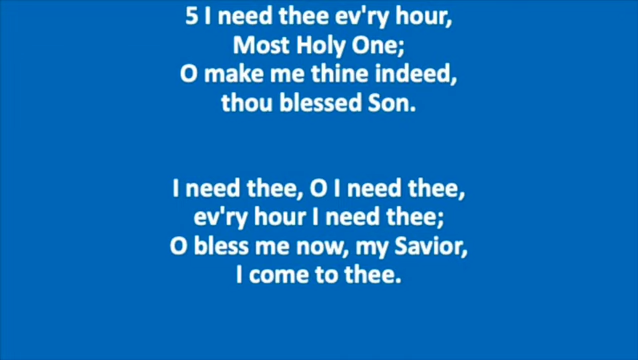 5 I need thee ev'ry hour,
Most Holy One;
O make me thine indeed,
thou blessed Son.
I need thee, O I need thee,
ev'ry hour I need thee;
O bless me now, my Savior,
I come to thee.